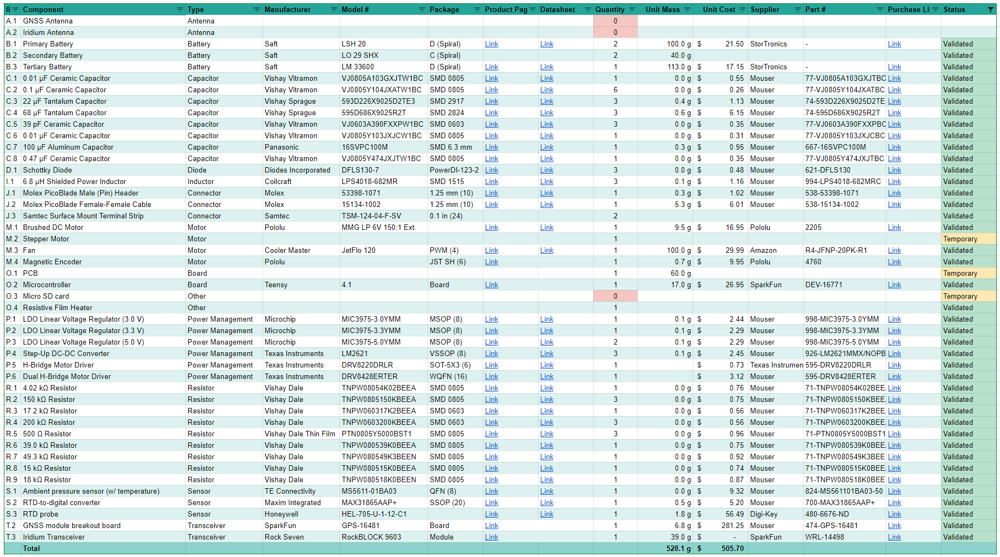 II Component Type Manufacturer Model # Package Product Pag Datasheet Quantity Unit Mass Unit Cost Supplier Part # Purchase Li Status
A.1 GNSS Antenna Antenna 0
A.2 Iridium Antenna Antenna 0
B.1 Primary Battery Battery Saft LSH 20 D (Spiral) Link Link 2 100.0 g $ 21.50 StorTronics - Link Validated
B.2 Secondary Battery Battery Saft LO 29 SHX C (Spiral) 2 40.0 g Validated
B.3 Tertiary Battery Battery Saft LM 33600 D (Spiral) Link Link 1 113.0 g $ 17.15 StorTronics - Link Validated
C.1 0.01 µF Ceramic Capacitor Capacitor Vishay Vitramon VJ0805A103GXJTW1BC SMD 0805 Link Link 1 0.0 g $ 0.55 Mouser 77-VJ0805A103GXJTBC Link Validated
C.2 0.1 µF Ceramic Capacitor Capacitor Vishay Vitramon VJ0805Y104JXATW1BC SMD 0805 Link Link 6 0.0 g $ 0.26 Mouser 77-VJ0805Y104JXATBC Link Validated
C.3 22 µF Tantalum Capacitor Capacitor Vishay Sprague 593D226X9025D2TE3 SMD 2917 Link Link 3 0.4 g $ 1.13 Mouser 74-593D226X9025D2TE Link Validated
C.4 68 µF Tantalum Capacitor Capacitor Vishay Sprague 595D686X9025R2T SMD 2824 Link Link 3 0.6 g $ 6.15 Mouser 74-595D686X9025R2T Link Validated
C.5 39 pF Ceramic Capacitor Capacitor Vishay Vitramon VJ0603A390FXXPW1BC SMD 0603 Link Link 3 0.0 g $ 0.35 Mouser 77-VJ0603A390FXXPBC Link Validated
C.6 0.01 µF Ceramic Capacitor Capacitor Vishay Vitramon VJ0805Y103JXJCW1BC SMD 0805 Link Link 1 0.0 g $ 0.31 Mouser 77-VJ0805Y103JXJCBC Link Validated
C.7 100 µF Aluminum Capacitor Capacitor Panasonic 16SVPC100M SMD 6.3 mm Link Link 1 0.3 g $ 0.95 Mouser 667-16SVPC100M Link Validated
C.8 0.47 µF Ceramic Capacitor Capacitor Vishay Vitramon VJ0805Y474JXJTW1BC SMD 0805 Link Link 1 0.0 g $ 0.35 Mouser 77-VJ0805Y474JXJTBC Link Validated
D.1 Schottky Diode Diode Diodes Incorporated DFLS130-7 PowerDI-123-2 Link Link 3 0.0 g $ 0.48 Mouser 621-DFLS130 Link Validated
I.1 6.8 µH Shielded Power Inductor Inductor Coilcraft LPS4018-682MR SMD 1515 Link Link 3 0.1 g $ 1.16 Mouser 994-LPS4018-682MRC Link Validated
J.1 Molex PicoBlade Male (Pin) Header Connector Molex 53398-1071 1.25 mm (10) Link Link 1 0.3 g $ 1.02 Mouser 538-53398-1071 Link Validated
J.2 Molex PicoBlade Female-Female Cable Connector Molex 15134-1002 1.25 mm (10) Link Link 1 5.3 g $ 6.01 Mouser 538-15134-1002 Link Validated
J.3 Samtec Surface Mount Terminal Strip Connector Samtec TSM-124-04-F-SV 0.1 in (24) 2 Validated
M.1 Brushed DC Motor Motor Pololu MMG LP 6V 150:1 Ext. Link Link 1 9.5 g $ 16.95 Pololu 2205 Link Validated
M.2 Stepper Motor Motor 1 Temporary
M.3 Fan Motor Cooler Master JetFlo 120 PWM (4) Link Link 1 100.0 g $ 29.99 Amazon R4-JFNP-20PK-R1 Link Validated
M.4 Magnetic Encoder Motor Pololu JST SH (6) Link 1 0.7 g $ 9.95 Pololu 4760 Link Validated
O.1 PCB Board 1 60.0 g Temporary
O.2 Microcontroller Board Teensy 4.1 Board Link 1 17.0 g $ 26.95 SparkFun DEV-16771 Link Validated
O.3 Micro SD card Other 0 Temporary
O.4 Resistive Film Heater Other 1 Validated
P.1 LDO Linear Voltage Regulator (3.0 V) Power Management Microchip MIC3975-3.0YMM MSOP (8) Link Link 1 0.1 g $ 2.44 Mouser 998-MIC3975-3.0YMM Link Validated
P.2 LDO Linear Voltage Regulator (3.3 V) Power Management Microchip MIC3975-3.3YMM MSOP (8) Link Link 1 0.1 g $ 2.29 Mouser 998-MIC3975-3.3YMM Link Validated
P.3 LDO Linear Voltage Regulator (5.0 V) Power Management Microchip MIC3975-5.0YMM MSOP (8) Link Link 2 0.1 g $ 2.29 Mouser 998-MIC3975-5.0YMM Link Validated
P.4 Step-Up DC-DC Converter Power Management Texas Instruments LM2621 VSSOP (8) Link Link 3 0.1 g $ 2.45 Mouser 926-LM2621MMX/NOPB Link Validated
P.5 H-Bridge Motor Driver Power Management Texas Instruments DRV8220DRLR SOT-5X3 (6) Link Link 1 $ 0.73 Texas Instrumen 595-DRV8220DRLR Link Validated
P.6 Dual H-Bridge Motor Driver Power Management Texas Instruments DRV8428ERTER WQFN (16) Link Link 1 $ 3.12 Mouser 595-DRV8428ERTER Link Validated
R.1 4.02 kΩ Resistor Resistor Vishay Dale TNPW08054K02BEEA SMD 0805 Link Link 1 0.0 g $ 0.76 Mouser 71-TNPW08054K02BEE. Link Validated
R.2 150 kΩ Resistor Resistor Vishay Dale TNPW0805150KBEEA SMD 0805 Link Link 3 0.0 g $ 0.75 Mouser 71-TNPW0805150KBEE. Link Validated
R.3 17.2 kΩ Resistor Resistor Vishay Dale TNPW060317K2BEEA SMD 0603 Link Link 1 0.0 g $ 0.56 Mouser 71-TNPW060317K2BEE. Link Validated
R.4 200 kΩ Resistor Resistor Vishay Dale TNPW0603200KBEEA SMD 0603 Link Link 3 0.0 g $ 0.56 Mouser 71-TNPW0603200KBEE. Link Validated
R.5 500 Ω Resistor Resistor Vishay Dale Thin Film PTN0805Y5000BST1 SMD 0805 Link Link 3 0.0 g $ 0.96 Mouser 71-PTN0805Y5000BST1 Link Validated
R.6 39.0 kΩ Resistor Resistor Vishay Dale TNPW080539K0BEEA SMD 0805 Link Link 1 0.0 g $ 0.75 Mouser 71-TNPW080539K0BEE. Link Validated
R.7 49.3 kΩ Resistor Resistor Vishay Dale TNPW080549K3BEEN SMD 0805 Link Link 1 0.0 g $ 0.92 Mouser 71-TNPW080549K3BEE Link Validated
R.8 15 kΩ Resistor Resistor Vishay Dale TNPW080515K0BEEA SMD 0805 Link Link 1 0.0 g $ 0.74 Mouser 71-TNPW080515K0BEE Link Validated
R.9 18 kΩ Resistor Resistor Vishay Dale TNPW080518K0BEEN SMD 0805 Link Link 1 0.0 g $ 0.87 Mouser 71-TNPW080518K0BEE Link Validated
S.1 Ambient pressure sensor (w/ temperature) Sensor TE Connectivity MS5611-01BA03 QFN (8) Link Link 1 0.0 g $ 9.32 Mouser 824-MS561101BA03-50 Link Validated
S.2 RTD-to-digital converter Sensor Maxim Integrated MAX31865AAP+ SSOP (20) Link Link 1 0.5 g $ 5.20 Mouser 700-MAX31865AAP+ Link Validated
S.3 RTD probe Sensor Honeywell HEL-705-U-1-12-C1 Link Link 1 1.8 g $ 56.49 Digi-Key 480-6676-ND Link Validated
T.2 GNSS module breakout board Transceiver SparkFun GPS-16481 Board Link 1 6.8 g $ 281.25 Mouser 474-GPS-16481 Link Validated
T.3 Iridium Transceiver Transceiver Rock Seven RockBLOCK 9603 Module Link 1 39.0 g $ - SparkFun WRL-14498 Link Validated
Total 528.1 g $ 505.70